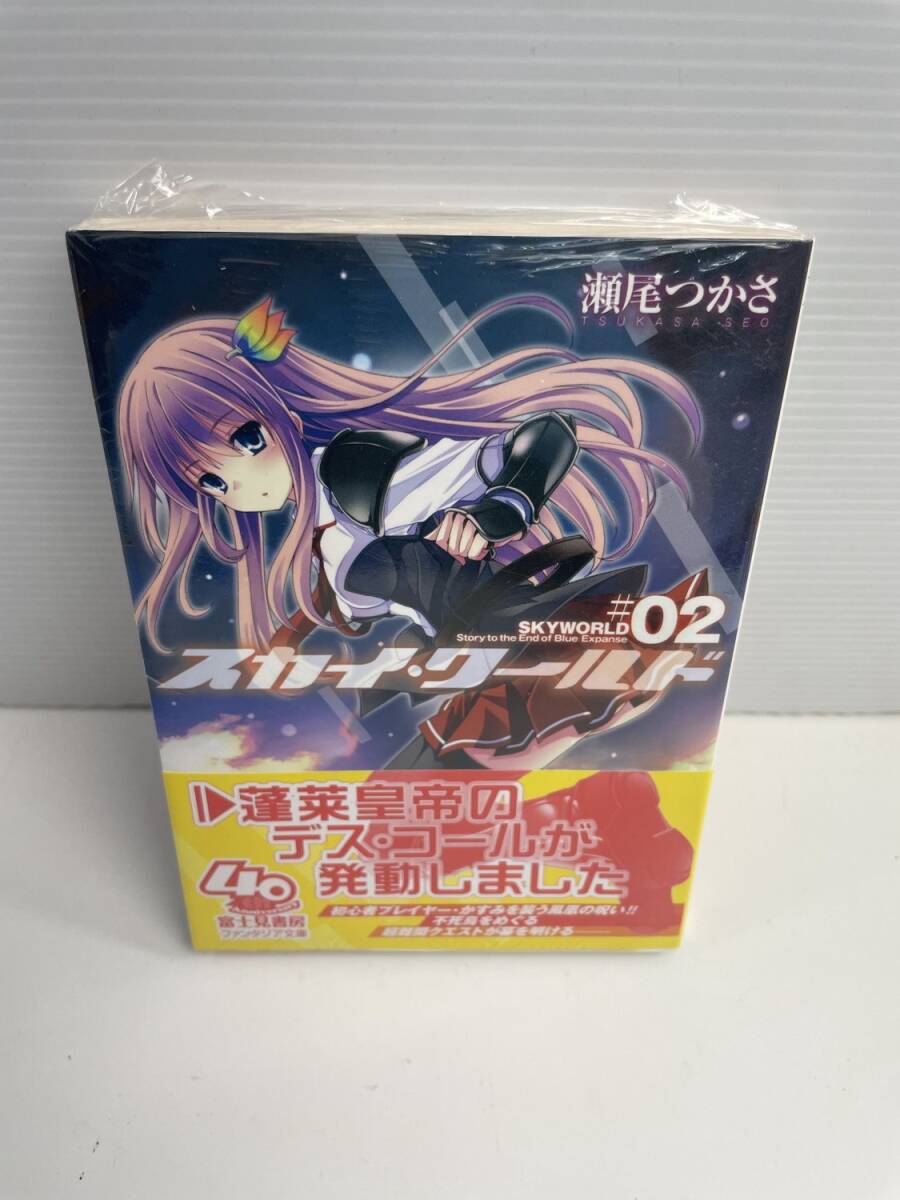 瀬尾つかさ
TSUKASA SEO
#02
SKYWORLD
Story to the End of Blue Expanse
スカイ・ワールド
蓬莱皇帝の
デス・コールが
発動しました
40
Anniversary
富士見書房
ファンタジア文庫
初心者プレイヤー・かすみを襲う鳳凰の呪い!!
不死鳥をめぐる
超難関クエストが幕を明ける――